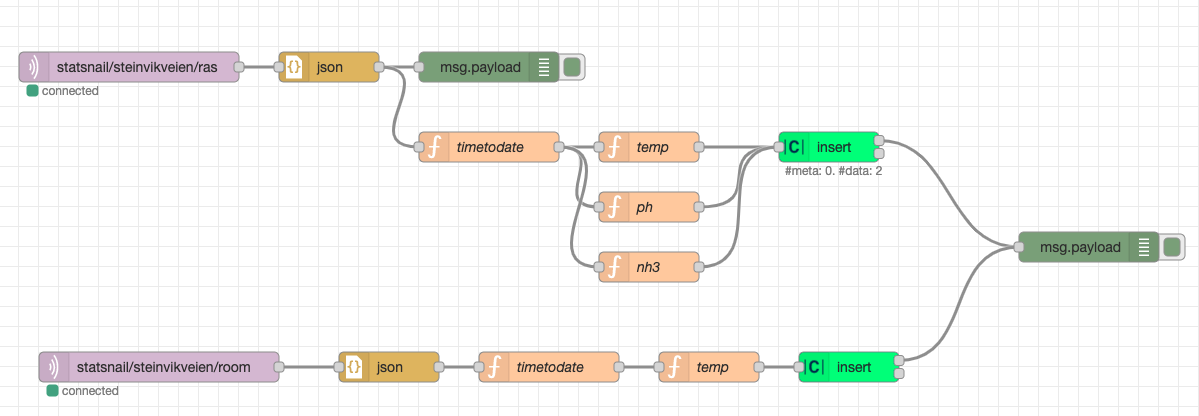 statsnail/steinvikveien/ras
json
msg.payload
connected
timetodate
temp
|C| insert
#meta: 0. #data: 2
ph
msg.payload
nh3
statsnail/steinvikveien/room
json
timetodate
temp
|C| insert
connected